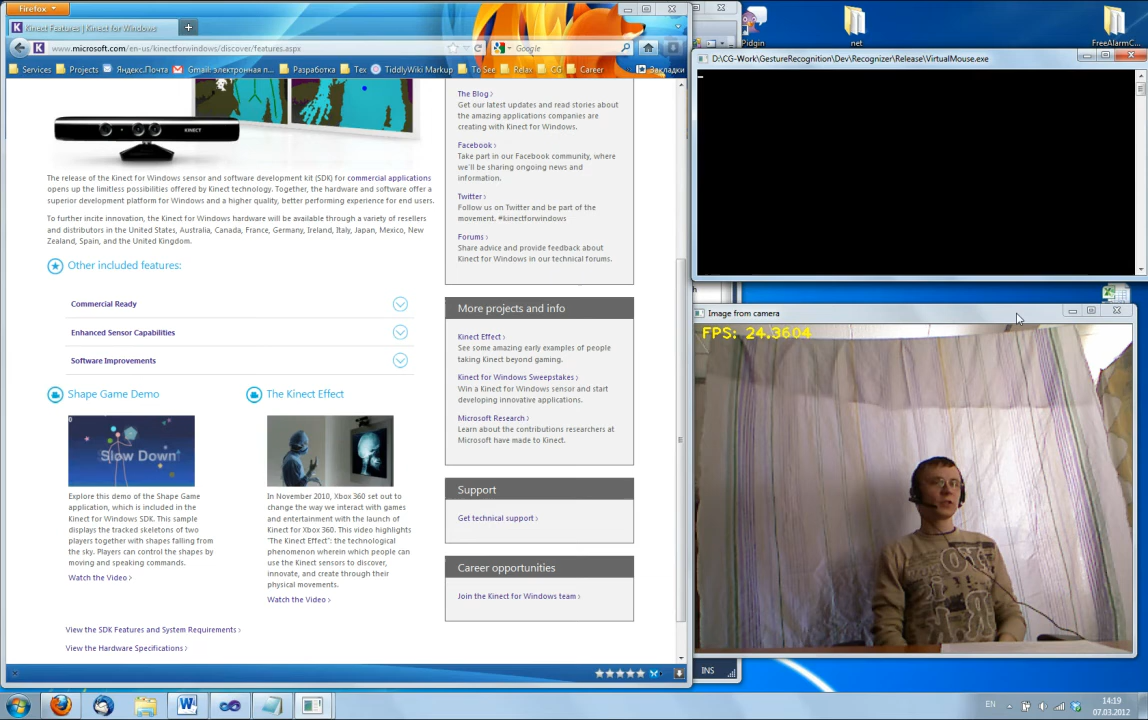 Firefox
Kinect Features | Kinect for Windows
www.microsoft.com/en-us/kinectforwindows/discover/features.aspx
Google
Services
Projects
Яндекс.Почта
Gmail: электронная п...
Разработка
Tex
TiddlyWiki Markup
To See
Relax
CG
Career
Закладки
KINECT
The release of the Kinect for Windows sensor and software development kit (SDK) for commercial applications
opens up the limitless possibilities offered by Kinect technology. Together, the hardware and software offer a
superior development platform for Windows and a higher quality, better performing experience for end users.
To further incite innovation, the Kinect for Windows hardware will be available through a variety of resellers
and distributors in the United States, Australia, Canada, France, Germany, Ireland, Italy, Japan, Mexico, New
Zealand, Spain, and the United Kingdom.
Other included features:
Commercial Ready
Enhanced Sensor Capabilities
Software Improvements
Shape Game Demo
Slow Down
Explore this demo of the Shape Game
application, which is included in the
Kinect for Windows SDK. This sample
displays the tracked skeletons of two
players together with shapes falling from
the sky. Players can control the shapes by
moving and speaking commands.
Watch the Video ›
The Kinect Effect
In November 2010, Xbox 360 set out to
change the way we interact with games
and entertainment with the launch of
Kinect for Xbox 360. This video highlights
"The Kinect Effect": the technological
phenomenon wherein which people can
use the Kinect sensors to discover,
innovate, and create through their
physical movements.
Watch the Video ›
View the SDK Features and System Requirements ›
View the Hardware Specifications ›
The Blog ›
Get our latest updates and read stories about
the amazing applications companies are
creating with Kinect for Windows.
Facebook ›
Take part in our Facebook community, where
we'll be sharing ongoing news and
information.
Twitter ›
Follow us on Twitter and be part of the
movement. #kinectforwindows
Forums ›
Share advice and provide feedback about
Kinect for Windows in our technical forums.
More projects and info
Kinect Effect ›
See some amazing early examples of people
taking Kinect beyond gaming.
Kinect for Windows Sweepstakes ›
Win a Kinect for Windows sensor and start
developing innovative applications.
Microsoft Research ›
Learn about the contributions researchers at
Microsoft have made to Kinect.
Support
Get technical support ›
Career opportunities
Join the Kinect for Windows team ›
Pidgin
net
FreeAlarmC...
D:\CG-Work\GestureRecognition\Dev\Recognizer\Release\VirtualMouse.exe
Image from camera
FPS: 24.3604
INS
EN
14:19
07.03.2012